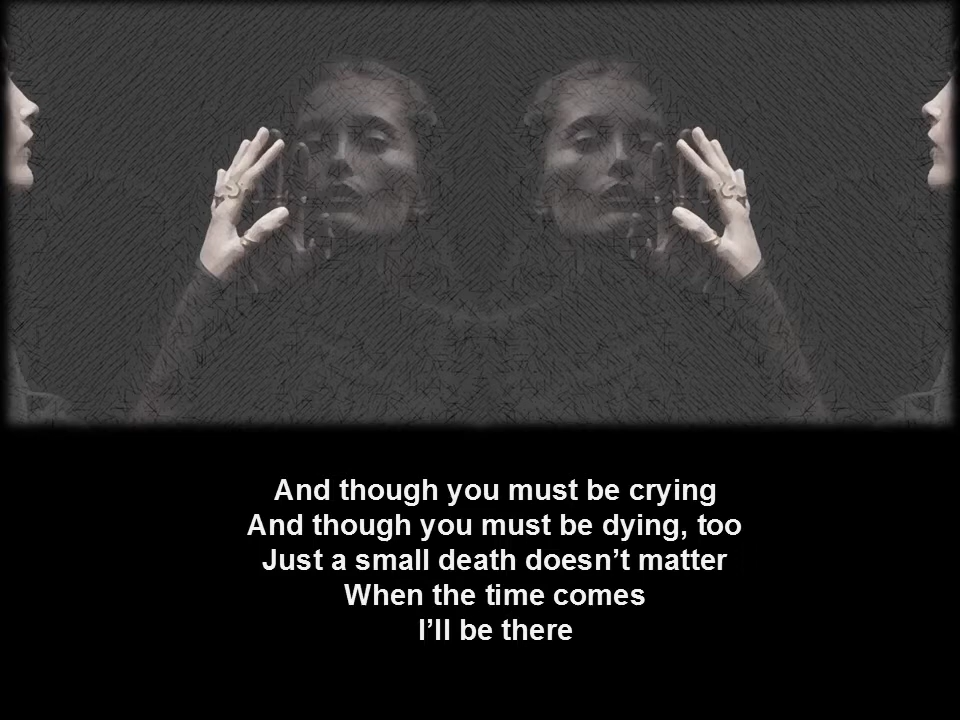 And though you must be crying
And though you must be dying, too
Just a small death doesn’t matter
When the time comes
I’ll be there